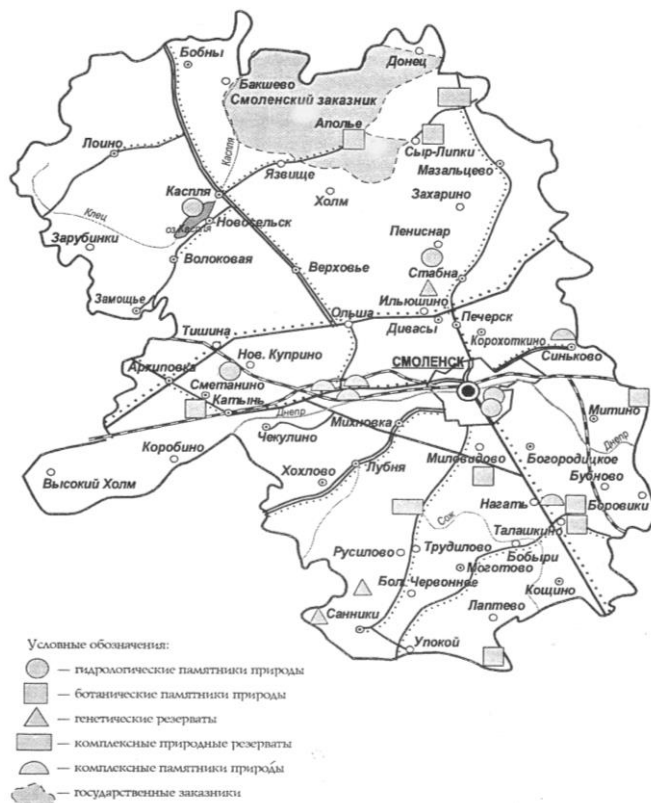 Бобны
Донец
Бакшево
Смоленский заказник
Аполье
Лоино
Каспля
Сыр-Липки
Язвище
Мазальцево
Каспля
Холм
Захарино
Клец
оз. Каспля
Новосельск
Пениснар
Зарубинки
Волоковая
Верховье
Стабна
Замощье
Ильюшино
Ольша
Дивасы
Печерск
Тишина
Корохоткино
Нов. Куприно
СМОЛЕНСК
Синьково
Архиповка
Сметанино
Катынь
Днепр
Митино
Чекулино
Михновка
Днепр
Коробино
Миловидово
Богородицкое
Высокий Холм
Хохлово
Лубня
Бубново
Нагать
Боровики
Сож
Талашкино
Русилово
Трудилово
Бобыри
Моготово
Бол. Червонное
Кощино
Лаптево
Санники
Упокой
Условные обозначения:
— гидрологические памятники природы
— ботанические памятники природы
— генетические резерваты
— комплексные природные резерваты
— комплексные памятники природы
— государственные заказники